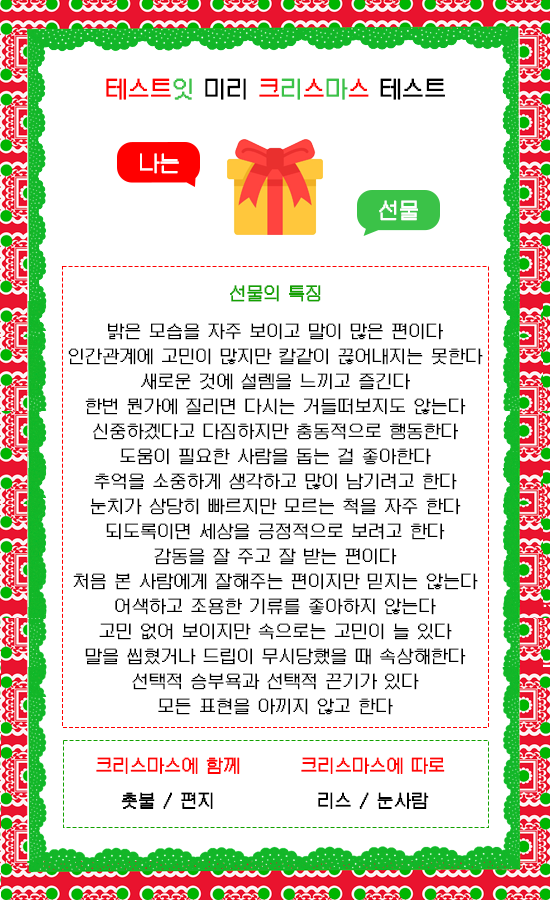 테스트잇 미리 크리스마스 테스트
나는
선물
선물의 특징
밝은 모습을 자주 보이고 말이 많은 편이다
인간관계에 고민이 많지만 칼같이 끊어내지는 못한다
새로운 것에 설렘을 느끼고 즐긴다
한번 뭔가에 질리면 다시는 거들떠보지도 않는다
신중하겠다고 다짐하지만 충동적으로 행동한다
도움이 필요한 사람을 돕는 걸 좋아한다
추억을 소중하게 생각하고 많이 남기려고 한다
눈치가 상당히 빠르지만 모르는 척을 자주 한다
되도록이면 세상을 긍정적으로 보려고 한다
감동을 잘 주고 잘 받는 편이다
처음 본 사람에게 잘해주는 편이지만 믿지는 않는다
어색하고 조용한 기류를 좋아하지 않는다
고민 없어 보이지만 속으로는 고민이 늘 있다
말을 씹혔거나 드립이 무시당했을 때 속상해한다
선택적 승부욕과 선택적 끈기가 있다
모든 표현을 아끼지 않고 한다
크리스마스에 함께
크리스마스에 따로
촛불 / 편지
리스 / 눈사람